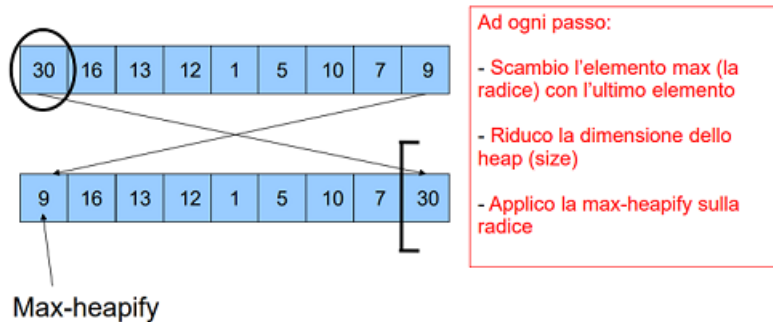 30 16 13 12 1 5 10 7 9
9 16 13 12 1 5 10 7 30
Max-heapify
Ad ogni passo:
- Scambio l'elemento max (la
radice) con l'ultimo elemento
- Riduco la dimensione dello
heap (size)
- Applico la max-heapify sulla
radice